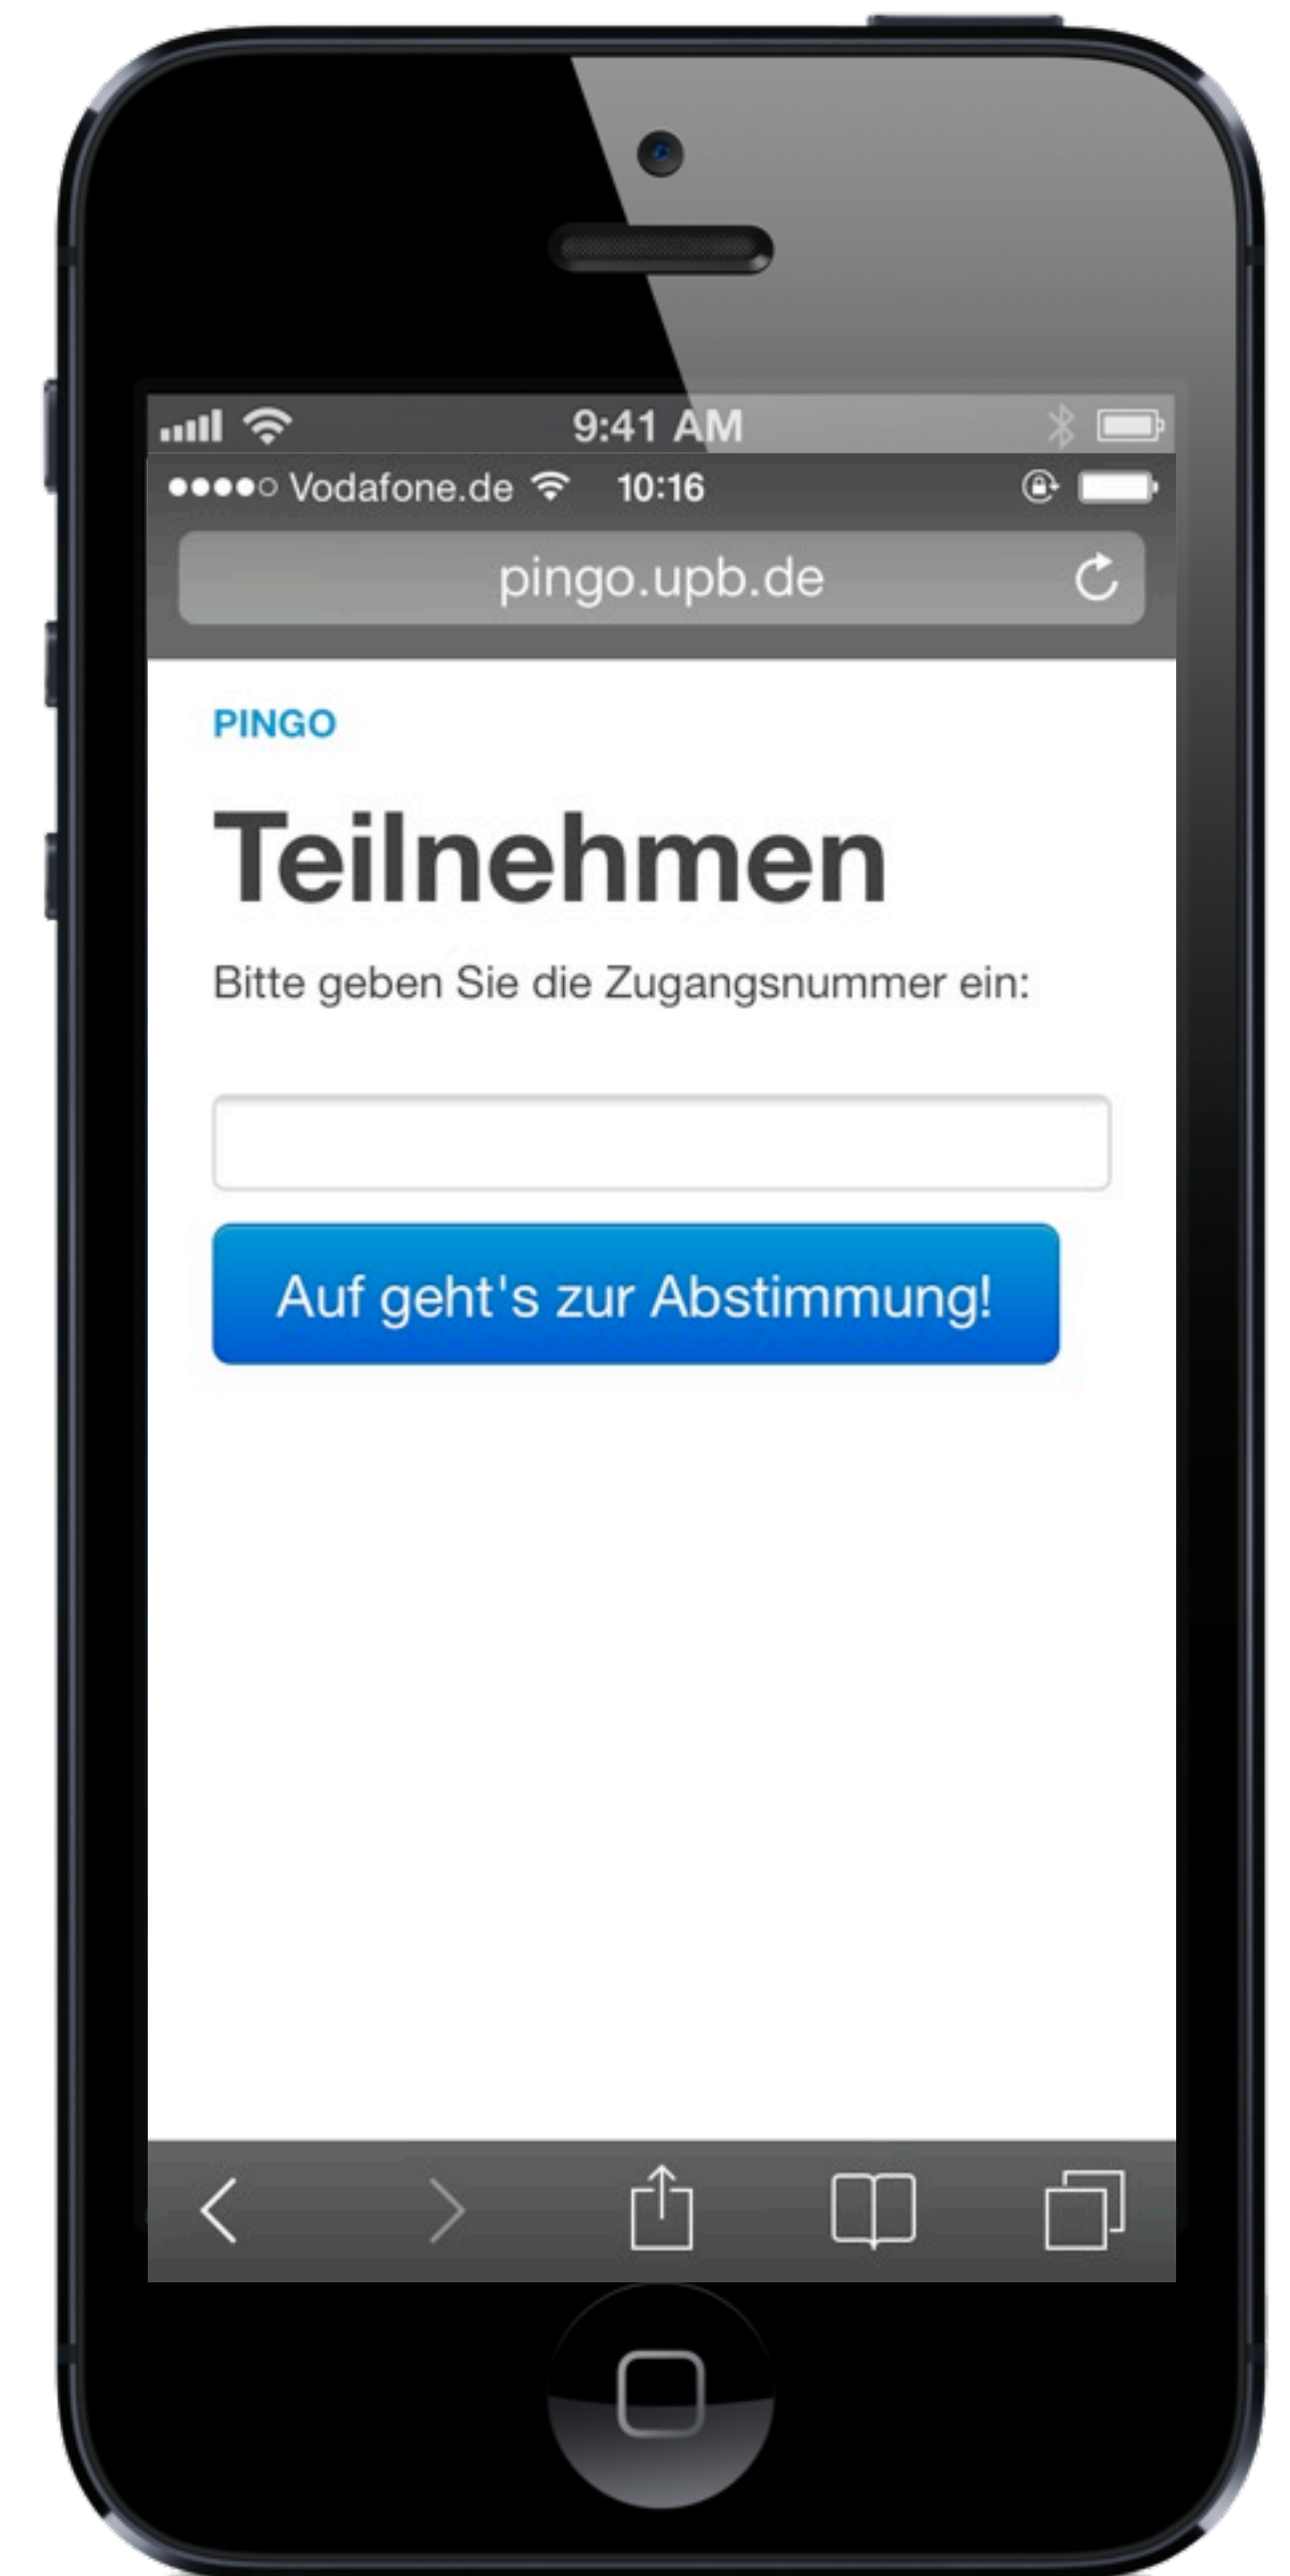 9:41 AM
Vodafone.de 10:16
pingo.upb.de
PINGO
Teilnehmen
Bitte geben Sie die Zugangsnummer ein:
Auf geht's zur Abstimmung!